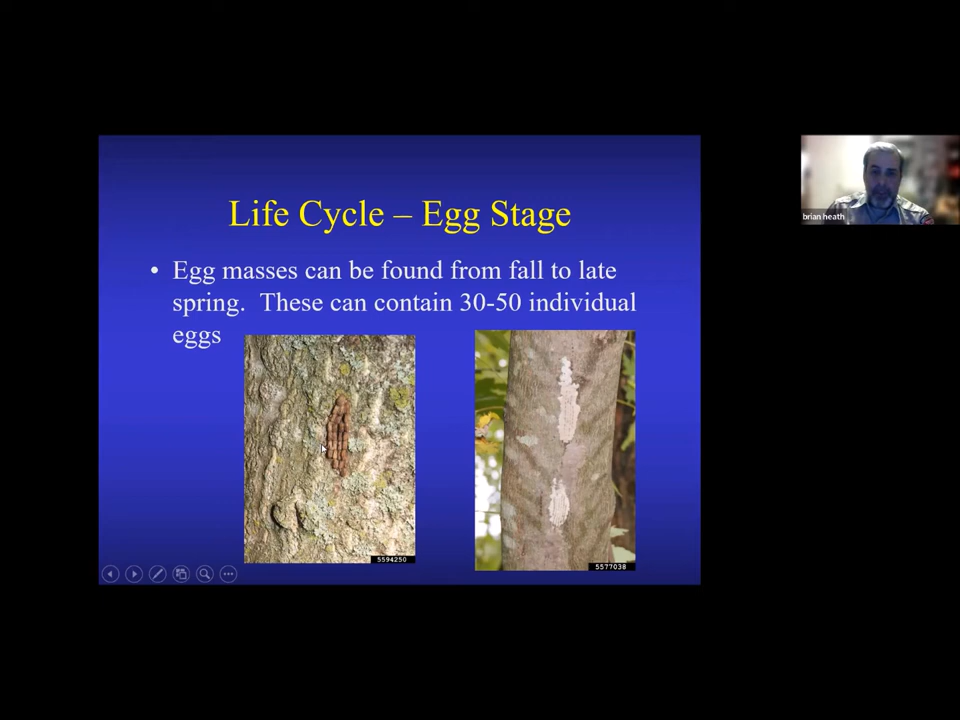 Life Cycle – Egg Stage
• Egg masses can be found from fall to late
spring.  These can contain 30-50 individual
eggs
5594250
5577038
brian heath